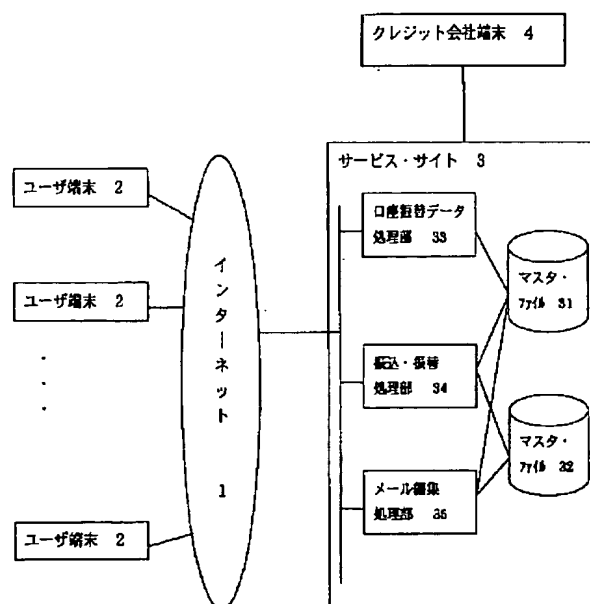 クレジット会社端末 4
サービス・サイト 3
ユーザ端末 2
ユーザ端末 2
ユーザ端末 2
インターネット 1
口座振替データ
処理部 33
振込・振替
処理部 34
メール編集
処理部 35
マスタ・
ファイル 31
マスタ・
ファイル 32